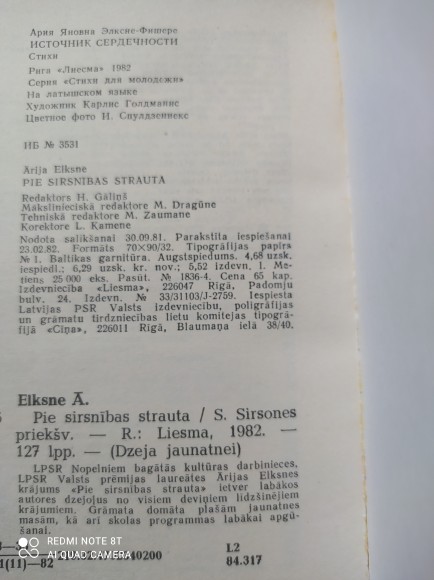 Ария Яновна Элксне-Фишере
ИСТОЧНИК СЕРДЕЧНОСТИ
Стихи
Рига «Лиесма» 1982
Серия «Стихи для молодежи»
На латышском языке
Художник Карлис Голдманис
Цветное фото И. Спулдзениекс
ИБ № 3531
Ārija Elksne
PIE SIRSNĪBAS STRAUTA
Redaktors H. Gāliņš
Mākslinieciskā redaktore M. Dragūne
Tehniskā redaktore M. Zaumane
Korektore L. Kamene
Nodota salikšanai 30.09.81. Parakstīta iespiešanai
23.02.82. Formāts 70×90/32. Tipogrāfijas papīrs
№ 1. Baltikas garnitūra. Augstspiedums. 4,68 uzsk.
iespiedl.; 6,29 uzsk. kr. nov.; 5,52 izdevn. l. Me-
tiens 25 000 eks. Pasūt. № 1836-4. Cena 65 kap.
Izdevniecība «Liesma», 226047 Rīgā, Padomju
bulv. 24. Izdevn. № 33/31103/J-2759. Iespiesta
Latvijas PSR Valsts izdevniecību, poligrāfijas
un grāmatu tirdzniecības lietu komitejas tipogrā-
fijā «Cīņa», 226011 Rīgā, Blaumaņa ielā 38/40.
Elksne Ā.
Pie sirsnības strauta / S. Sirsones
priekšv. — R.: Liesma, 1982. —
127 lpp. — (Dzeja jaunatnei)
LPSR Nopelniem bagātās kultūras darbinieces,
LPSR Valsts prēmijas laureātes Ārijas Elksnes
krājums «Pie sirsnības strauta» ietver labākos
autores dzejoļus no visiem deviņiem līdzšinējiem
krājumiem. Grāmata domāta plašām jaunatnes
masām, kā arī skolas programmas labākai apgū-
šanai.
1(11)—82
40200
L2
84.317
REDMI NOTE 8T
AI QUAD CAMERA